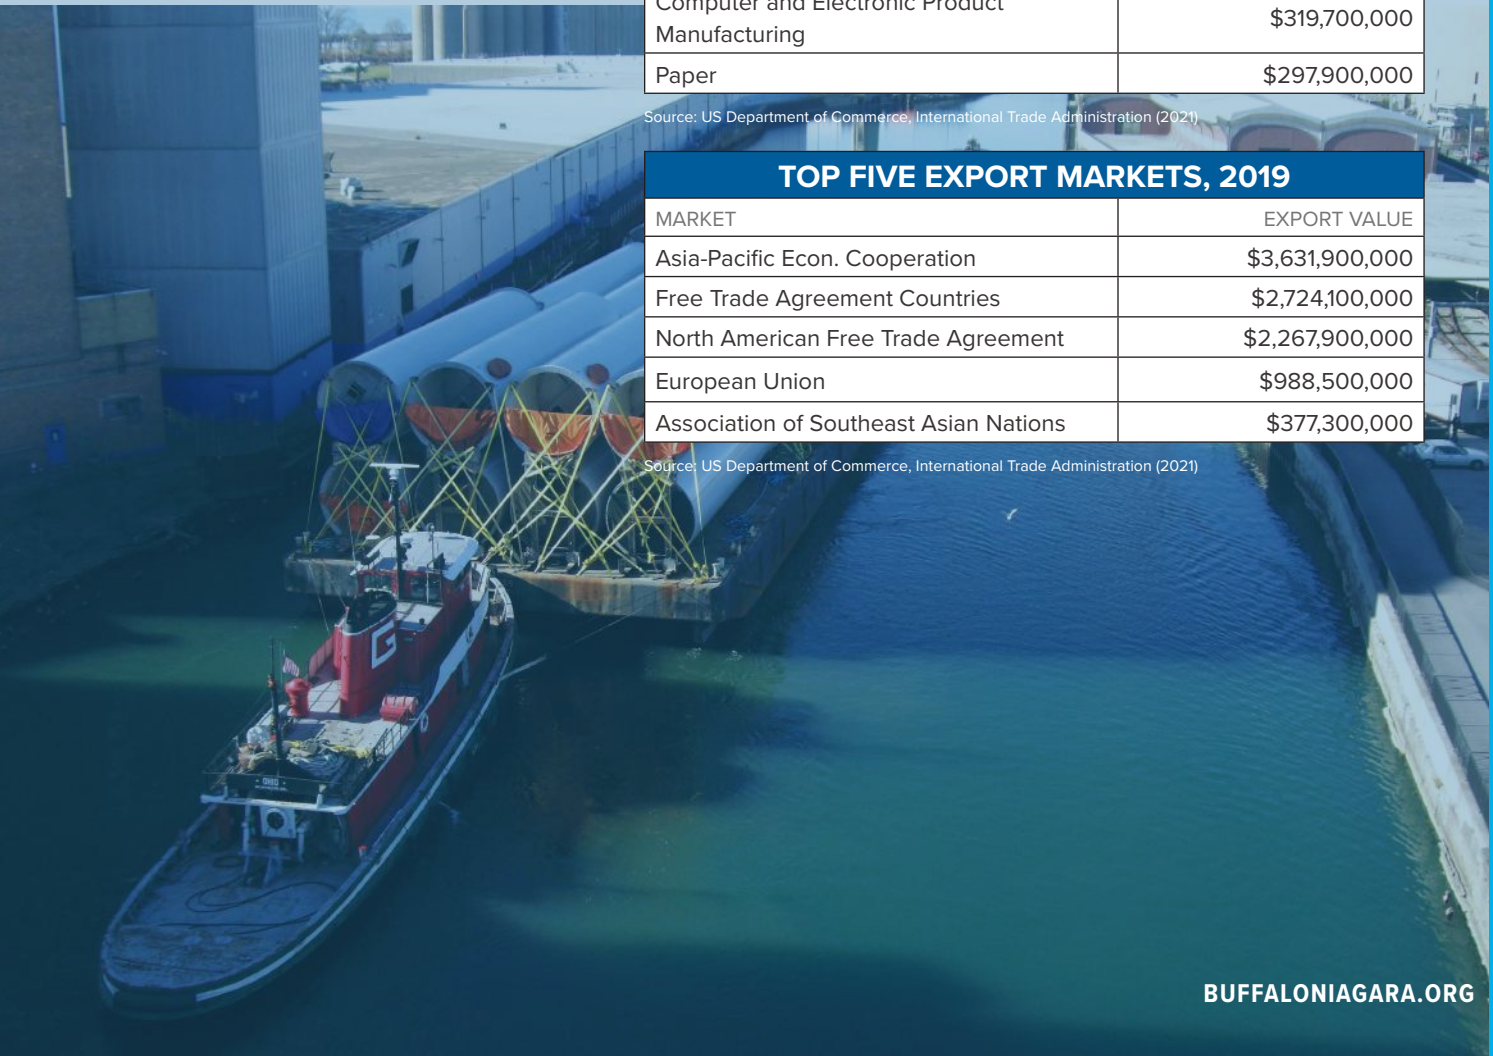 Computer and Electronic Product
Manufacturing
$319,700,000
Paper $297,900,000
Source: US Department of Commerce, International Trade Administration (2021)
TOP FIVE EXPORT MARKETS, 2019
MARKET EXPORT VALUE
Asia-Pacific Econ. Cooperation $3,631,900,000
Free Trade Agreement Countries $2,724,100,000
North American Free Trade Agreement $2,267,900,000
European Union $988,500,000
Association of Southeast Asian Nations $377,300,000
Source: US Department of Commerce, International Trade Administration (2021)
G
OHIO
BUFFALONIAGARA.ORG